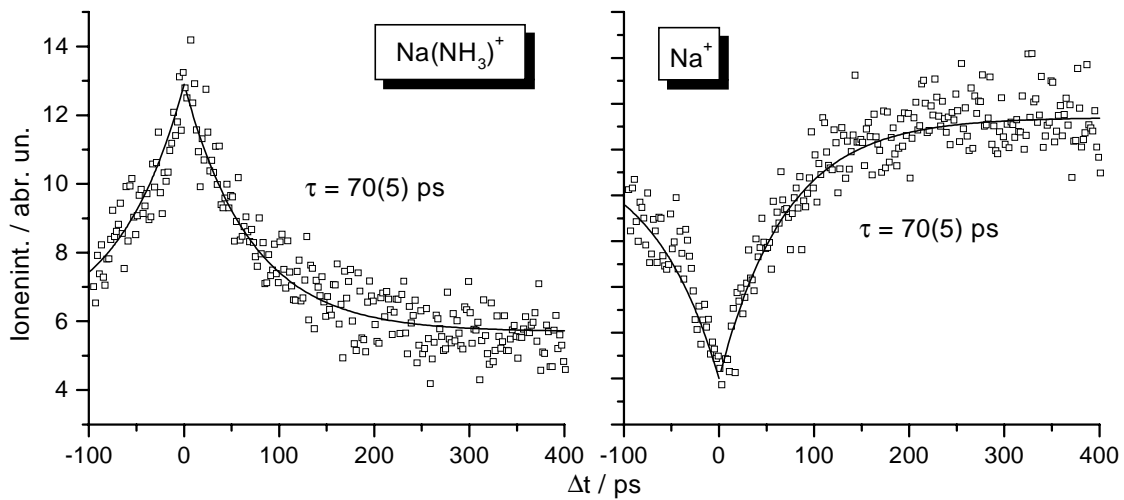 Na(NH₃)⁺
Na⁺
Ionenint. / abr. un.
14
12
10
8
6
4
τ = 70(5) ps
τ = 70(5) ps
-100 0 100 200 300 400
-100 0 100 200 300 400
Δt / ps